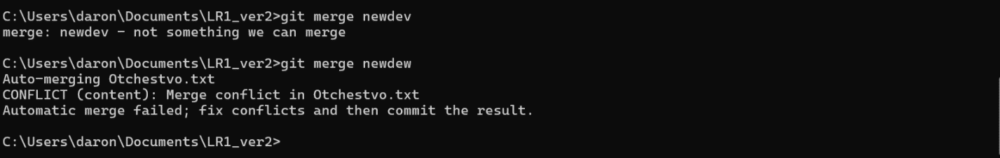 C:\Users\daron\Documents\LR1_ver2>git merge newdev
merge: newdev - not something we can merge
C:\Users\daron\Documents\LR1_ver2>git merge newdew
Auto-merging Otchestvo.txt
CONFLICT (content): Merge conflict in Otchestvo.txt
Automatic merge failed; fix conflicts and then commit the result.
C:\Users\daron\Documents\LR1_ver2>